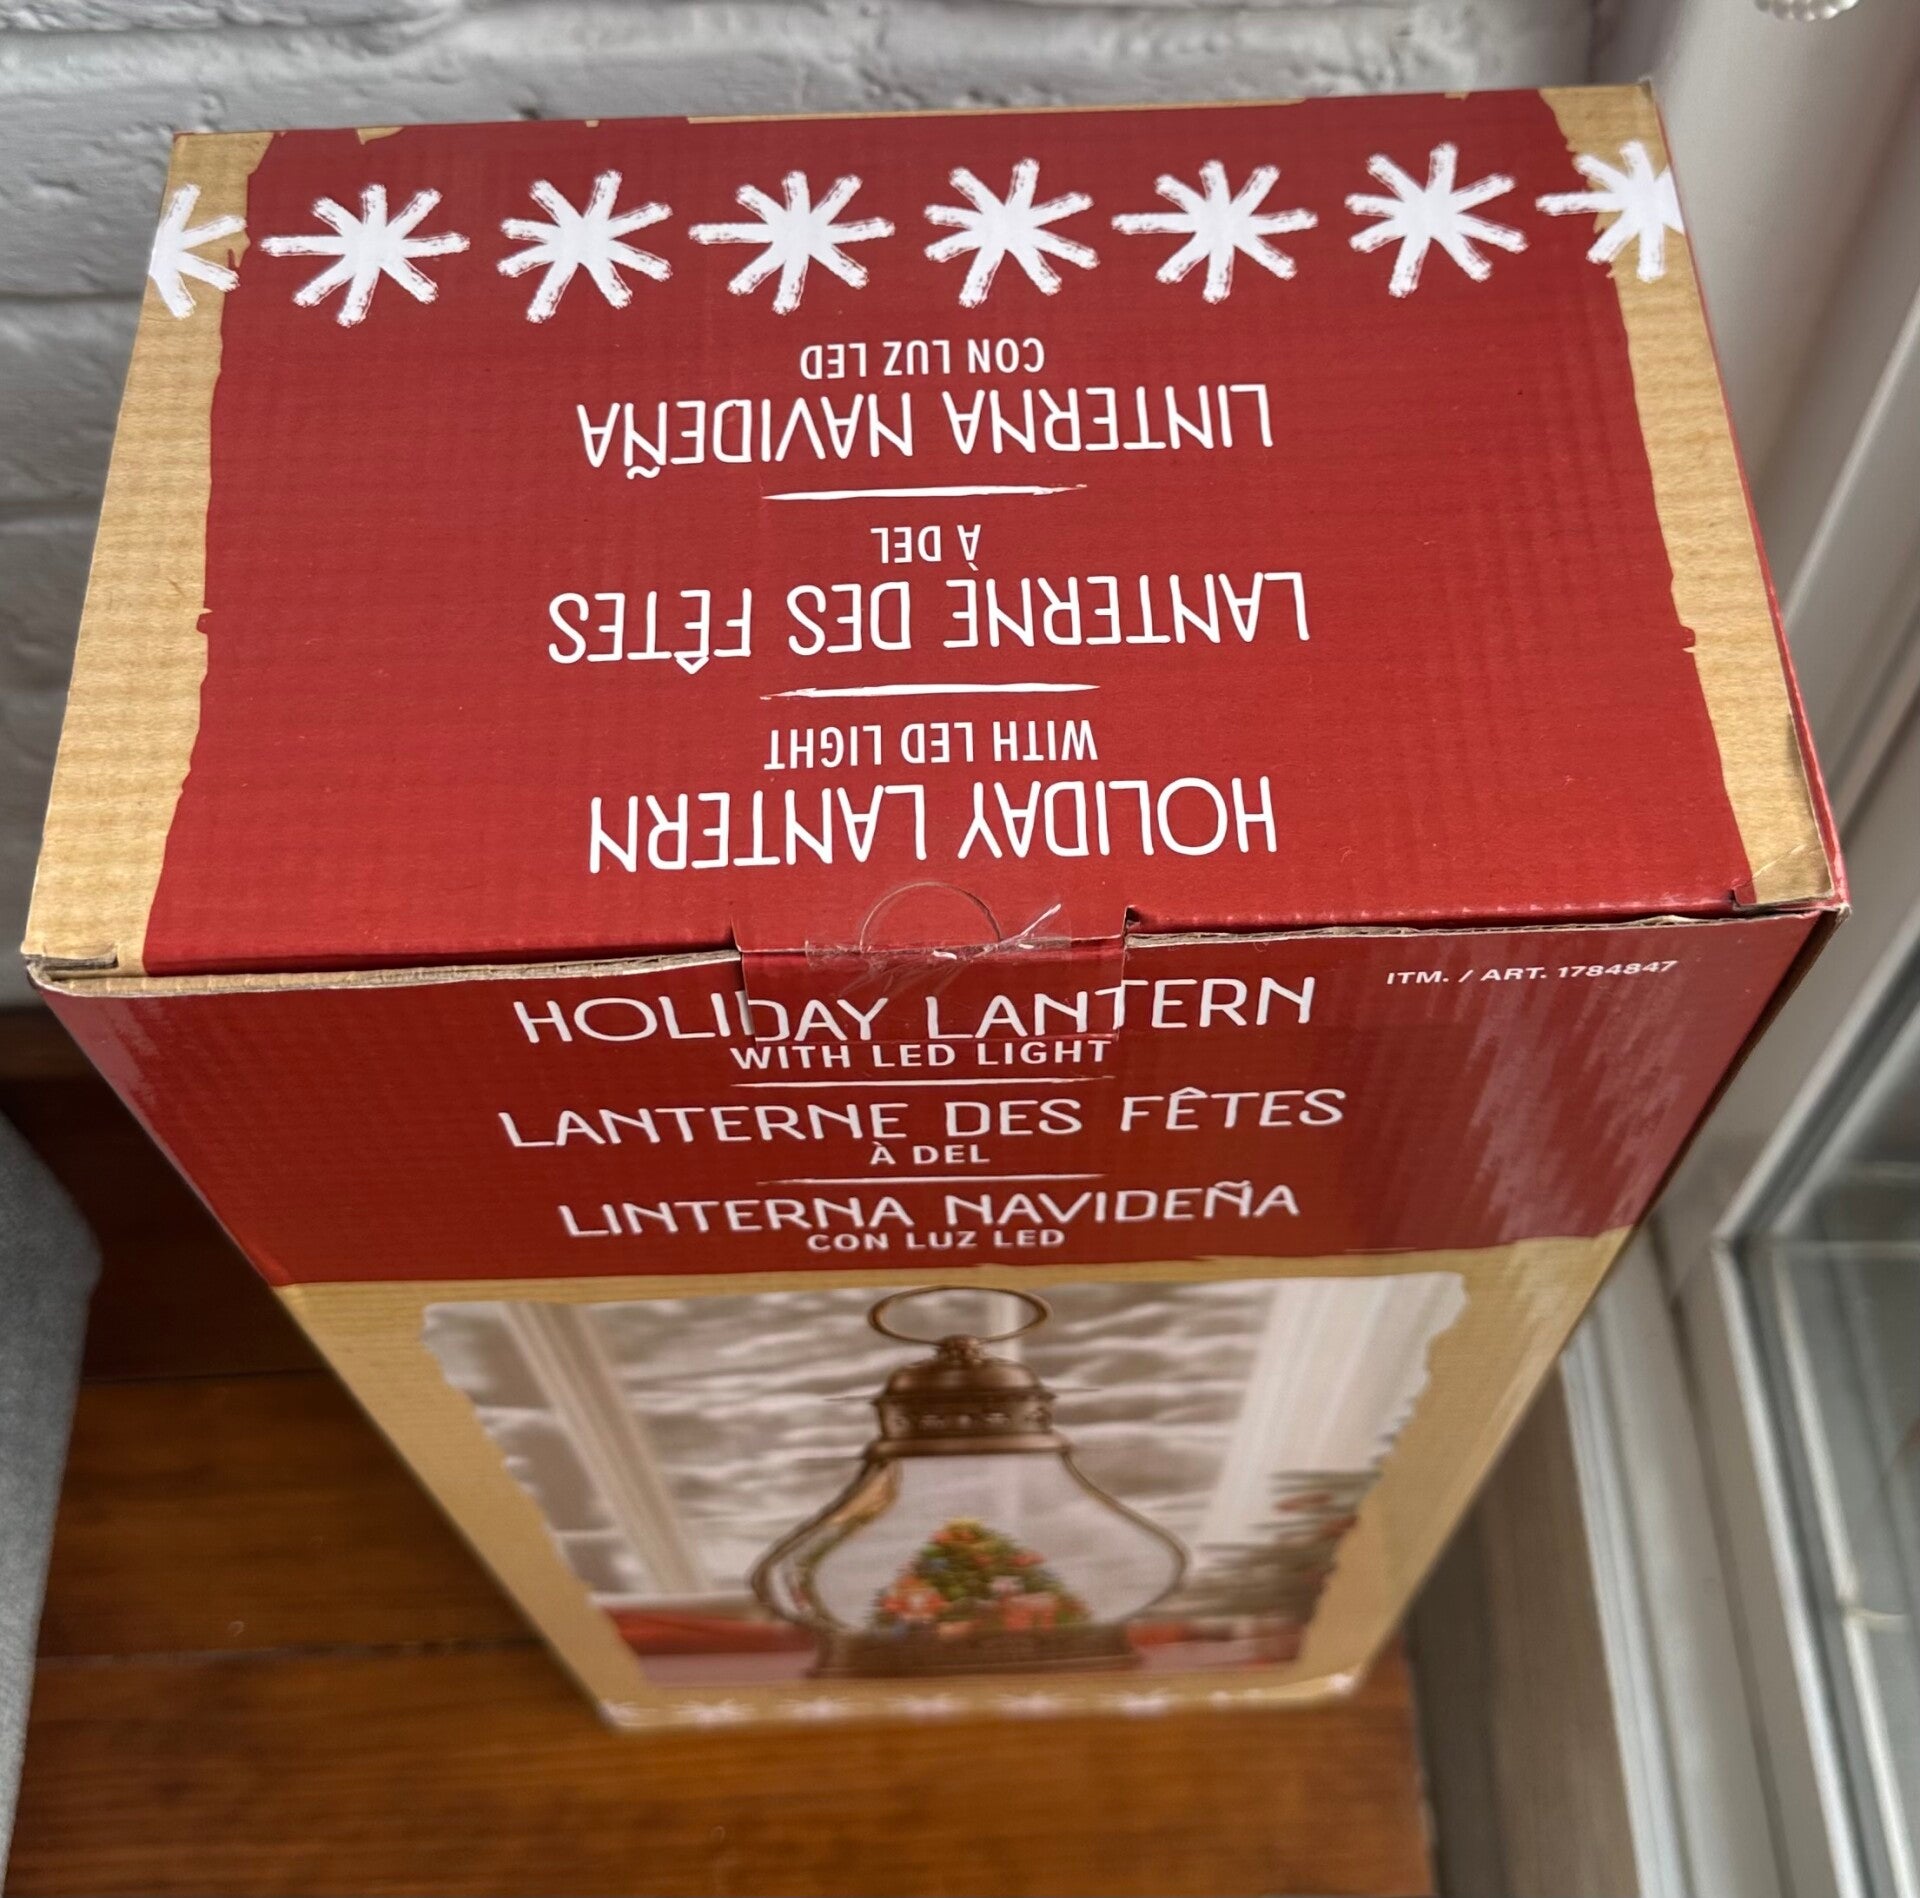 HOLIDAY LANTERN
WITH LED LIGHT
LANTERNE DES FÊTES
À DEL
LINTERNA NAVIDEÑA
CON LUZ LED
HOLIDAY LANTERN
WITH LED LIGHT
LANTERNE DES FÊTES
À DEL
LINTERNA NAVIDEÑA
CON LUZ LED
ITM. / ART. 1784847